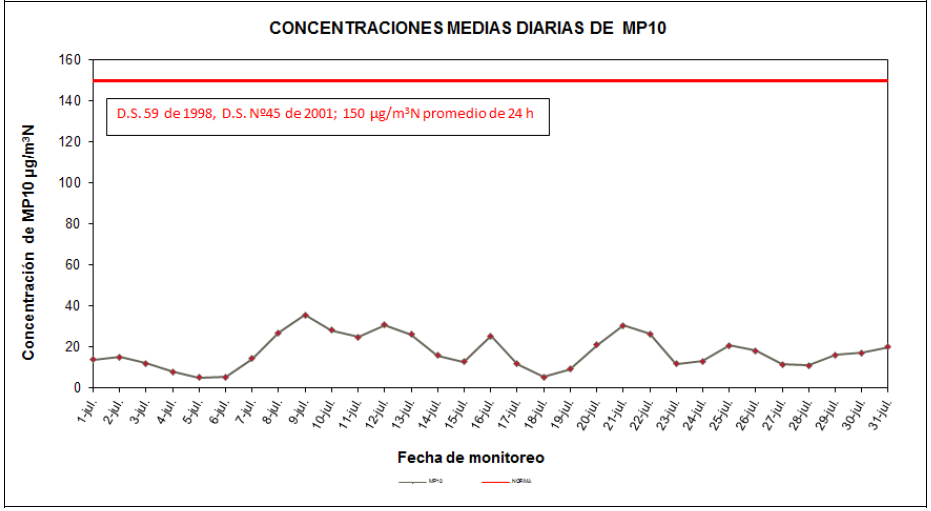 CONCENTRACIONES MEDIAS DIARIAS DE MP10
160
140
120
100
80
60
40
20
0
Concentración de MP10 µg/m³N
D.S. 59 de 1998, D.S. Nº45 de 2001; 150 µg/m³N promedio de 24 h
1-jul.
2-jul.
3-jul.
4-jul.
5-jul.
6-jul.
7-jul.
8-jul.
9-jul.
10-jul.
11-jul.
12-jul.
13-jul.
14-jul.
15-jul.
16-jul.
17-jul.
18-jul.
19-jul.
20-jul.
21-jul.
22-jul.
23-jul.
24-jul.
25-jul.
26-jul.
27-jul.
28-jul.
29-jul.
30-jul.
31-jul.
Fecha de monitoreo
MP10
NORMA